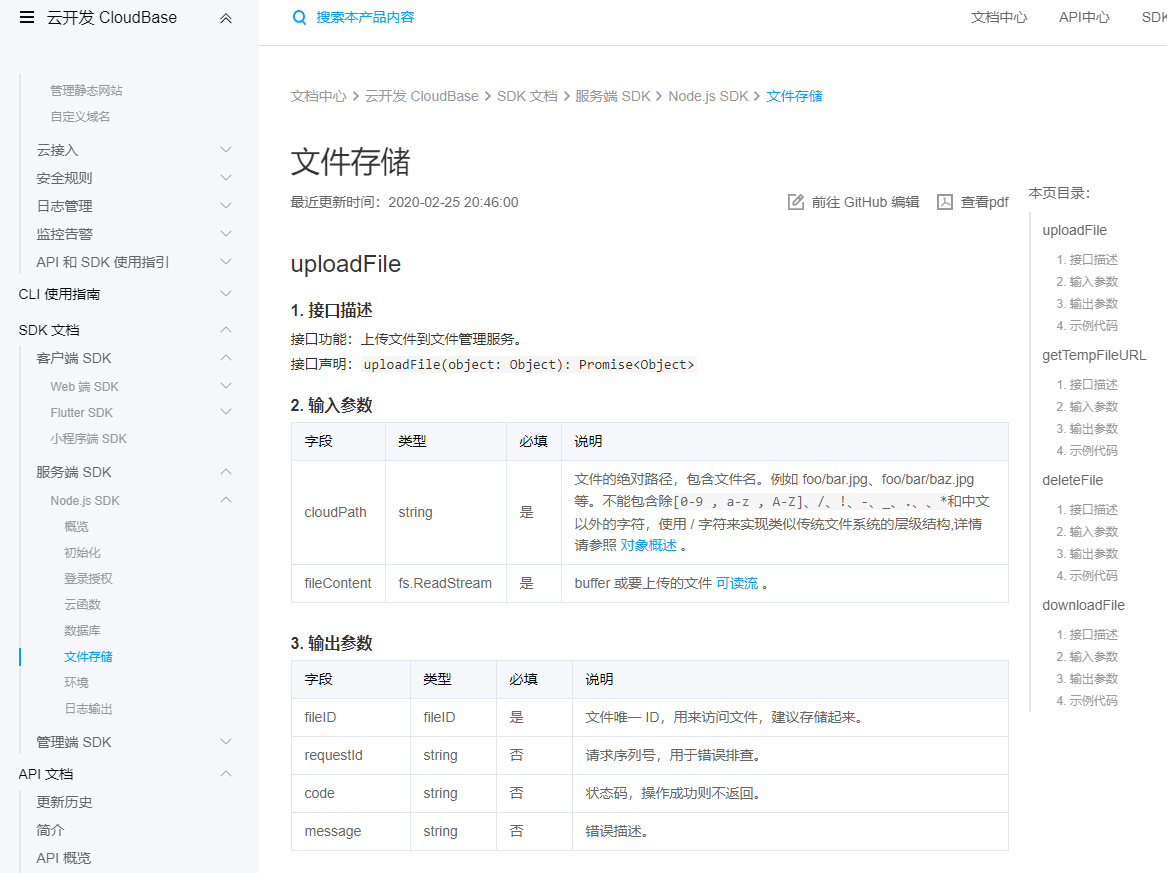 云开发 CloudBase
搜索本产品内容
文档中心
API中心
SDK
管理静态网站
自定义域名
云接入
安全规则
日志管理
监控告警
API 和 SDK 使用指引
CLI 使用指南
SDK 文档
客户端 SDK
Web 端 SDK
Flutter SDK
小程序端 SDK
服务端 SDK
Node.js SDK
概览
初始化
登录授权
云函数
数据库
文件存储
环境
日志输出
管理端 SDK
API 文档
更新历史
简介
API 概览
文档中心 > 云开发 CloudBase > SDK 文档 > 服务端 SDK > Node.js SDK > 文件存储
文件存储
最近更新时间：2020-02-25 20:46:00
前往 GitHub 编辑
查看pdf
uploadFile
1. 接口描述
接口功能：上传文件到文件管理服务。
接口声明：uploadFile(object: Object): Promise<Object>
2. 输入参数
字段 类型 必填 说明
cloudPath string 是 文件的绝对路径，包含文件名。例如 foo/bar.jpg、foo/bar/baz.jpg
等。不能包含除[0-9 , a-z , A-Z]、/、!、-、_、.、、*和中文
以外的字符，使用 / 字符来实现类似传统文件系统的层级结构,详情
请参照 对象概述 。
fileContent fs.ReadStream 是 buffer 或要上传的文件 可读流 。
3. 输出参数
字段 类型 必填 说明
fileID fileID 是 文件唯一 ID，用来访问文件，建议存储起来。
requestId string 否 请求序列号，用于错误排查。
code string 否 状态码，操作成功则不返回。
message string 否 错误描述。
本页目录：
uploadFile
1. 接口描述
2. 输入参数
3. 输出参数
4. 示例代码
getTempFileURL
1. 接口描述
2. 输入参数
3. 输出参数
4. 示例代码
deleteFile
1. 接口描述
2. 输入参数
3. 输出参数
4. 示例代码
downloadFile
1. 接口描述
2. 输入参数
3. 输出参数
4. 示例代码